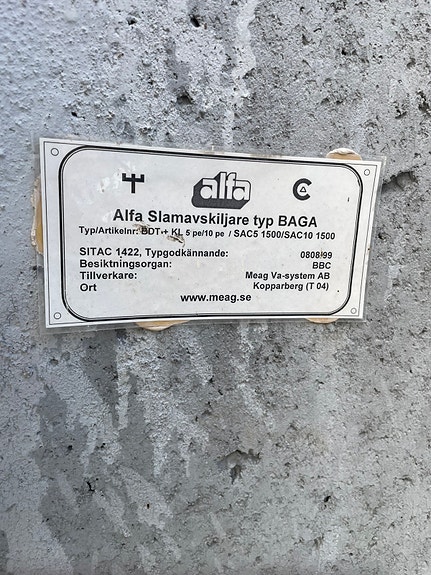 alfa
Alfa Slamavskiljare typ BAGA
Typ/Artikelnr: BDT + KL 5 pe/10 pe / SAC5 1500/SAC10 1500
SITAC 1422, Typgodkännande: 0808/99
Besiktningsorgan: BBC
Tillverkare: Meag Va-system AB
Ort Kopparberg (T 04)
www.meag.se